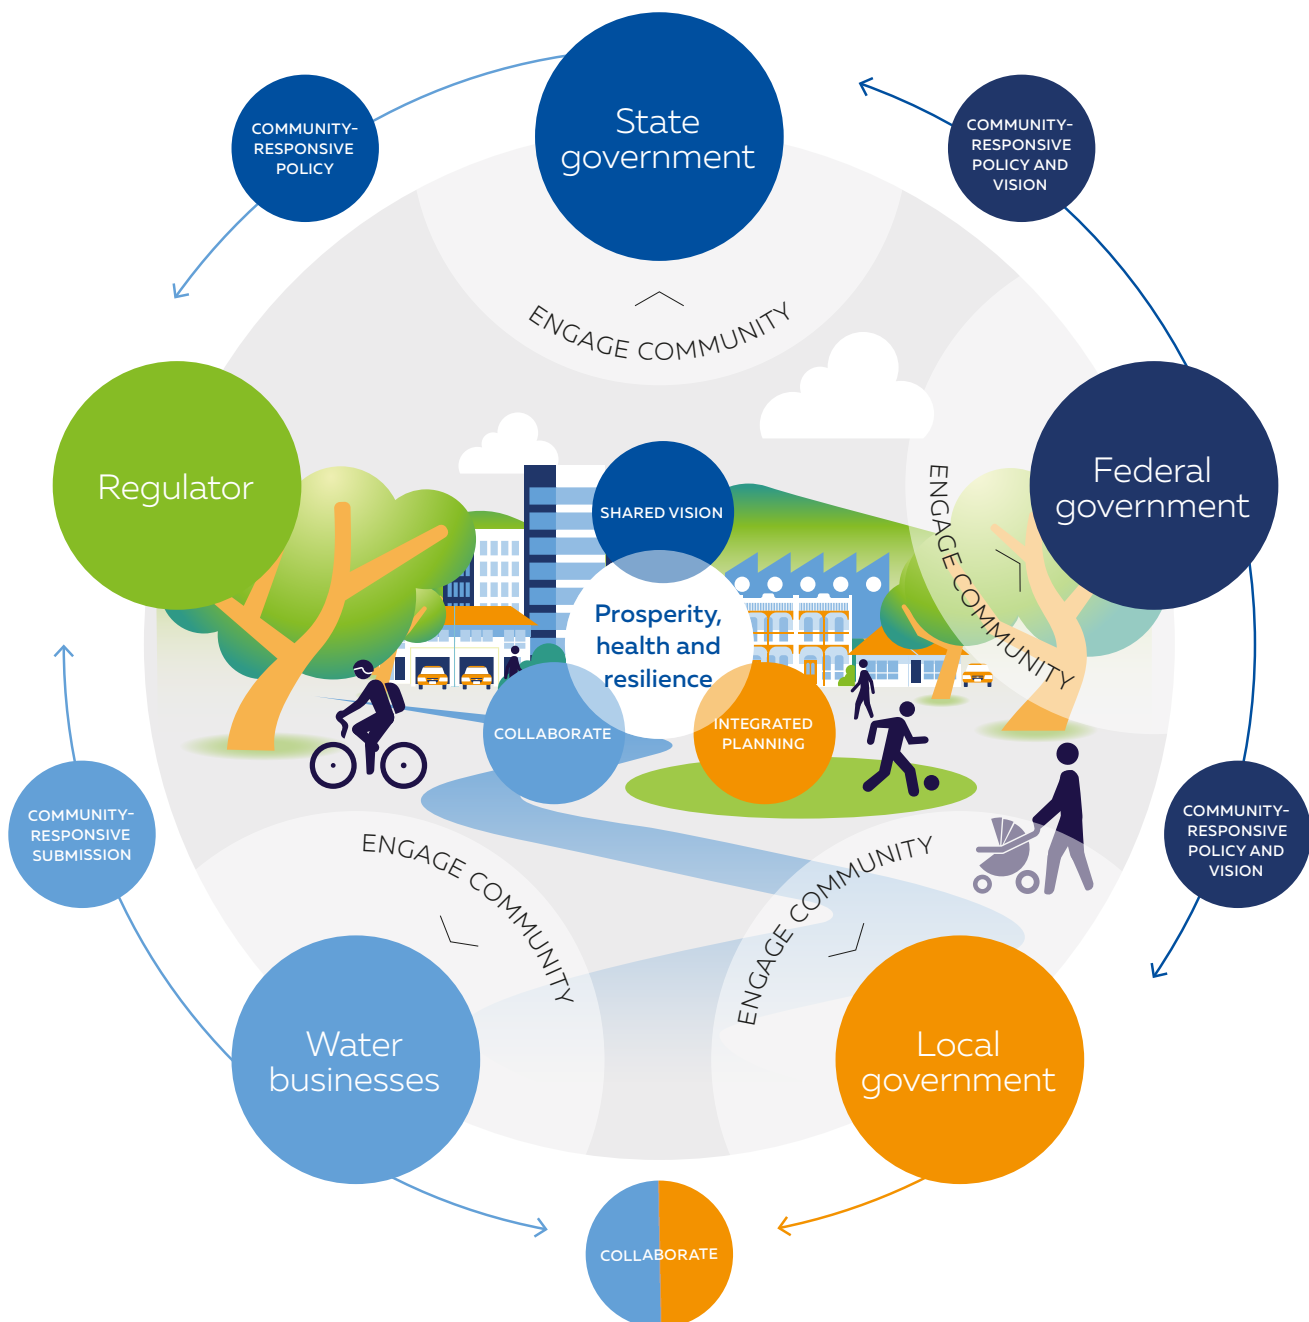 State
government
COMMUNITY-
RESPONSIVE
POLICY
COMMUNITY-
RESPONSIVE
POLICY AND
VISION
ENGAGE COMMUNITY
Regulator
Federal
government
ENGAGE COMMUNITY
SHARED VISION
Prosperity,
health and
resilience
COLLABORATE
INTEGRATED
PLANNING
COMMUNITY-
RESPONSIVE
SUBMISSION
COMMUNITY-
RESPONSIVE
POLICY AND
VISION
ENGAGE COMMUNITY
ENGAGE COMMUNITY
Water
businesses
Local
government
COLLABORATE